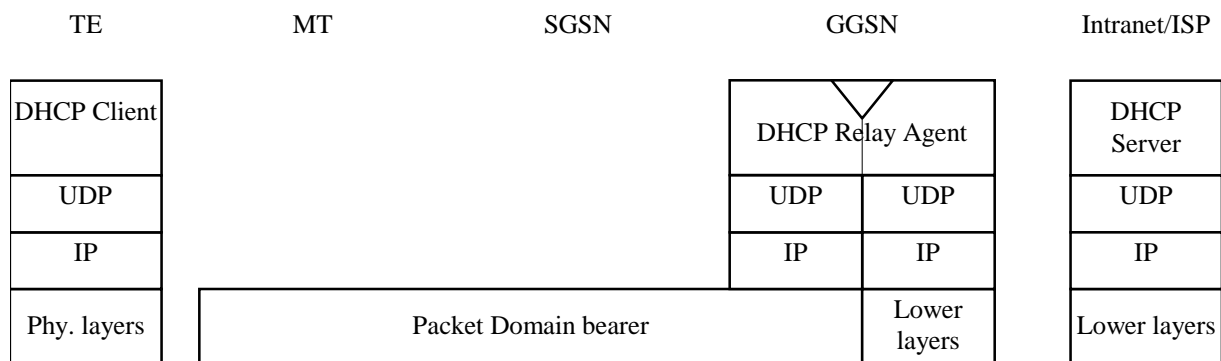 TE MT SGSN GGSN Intranet/ISP
DHCP Client
DHCP Relay Agent
DHCP
Server
UDP UDP UDP UDP
IP IP IP IP
Phy. layers Packet Domain bearer Lower
layers
Lower layers